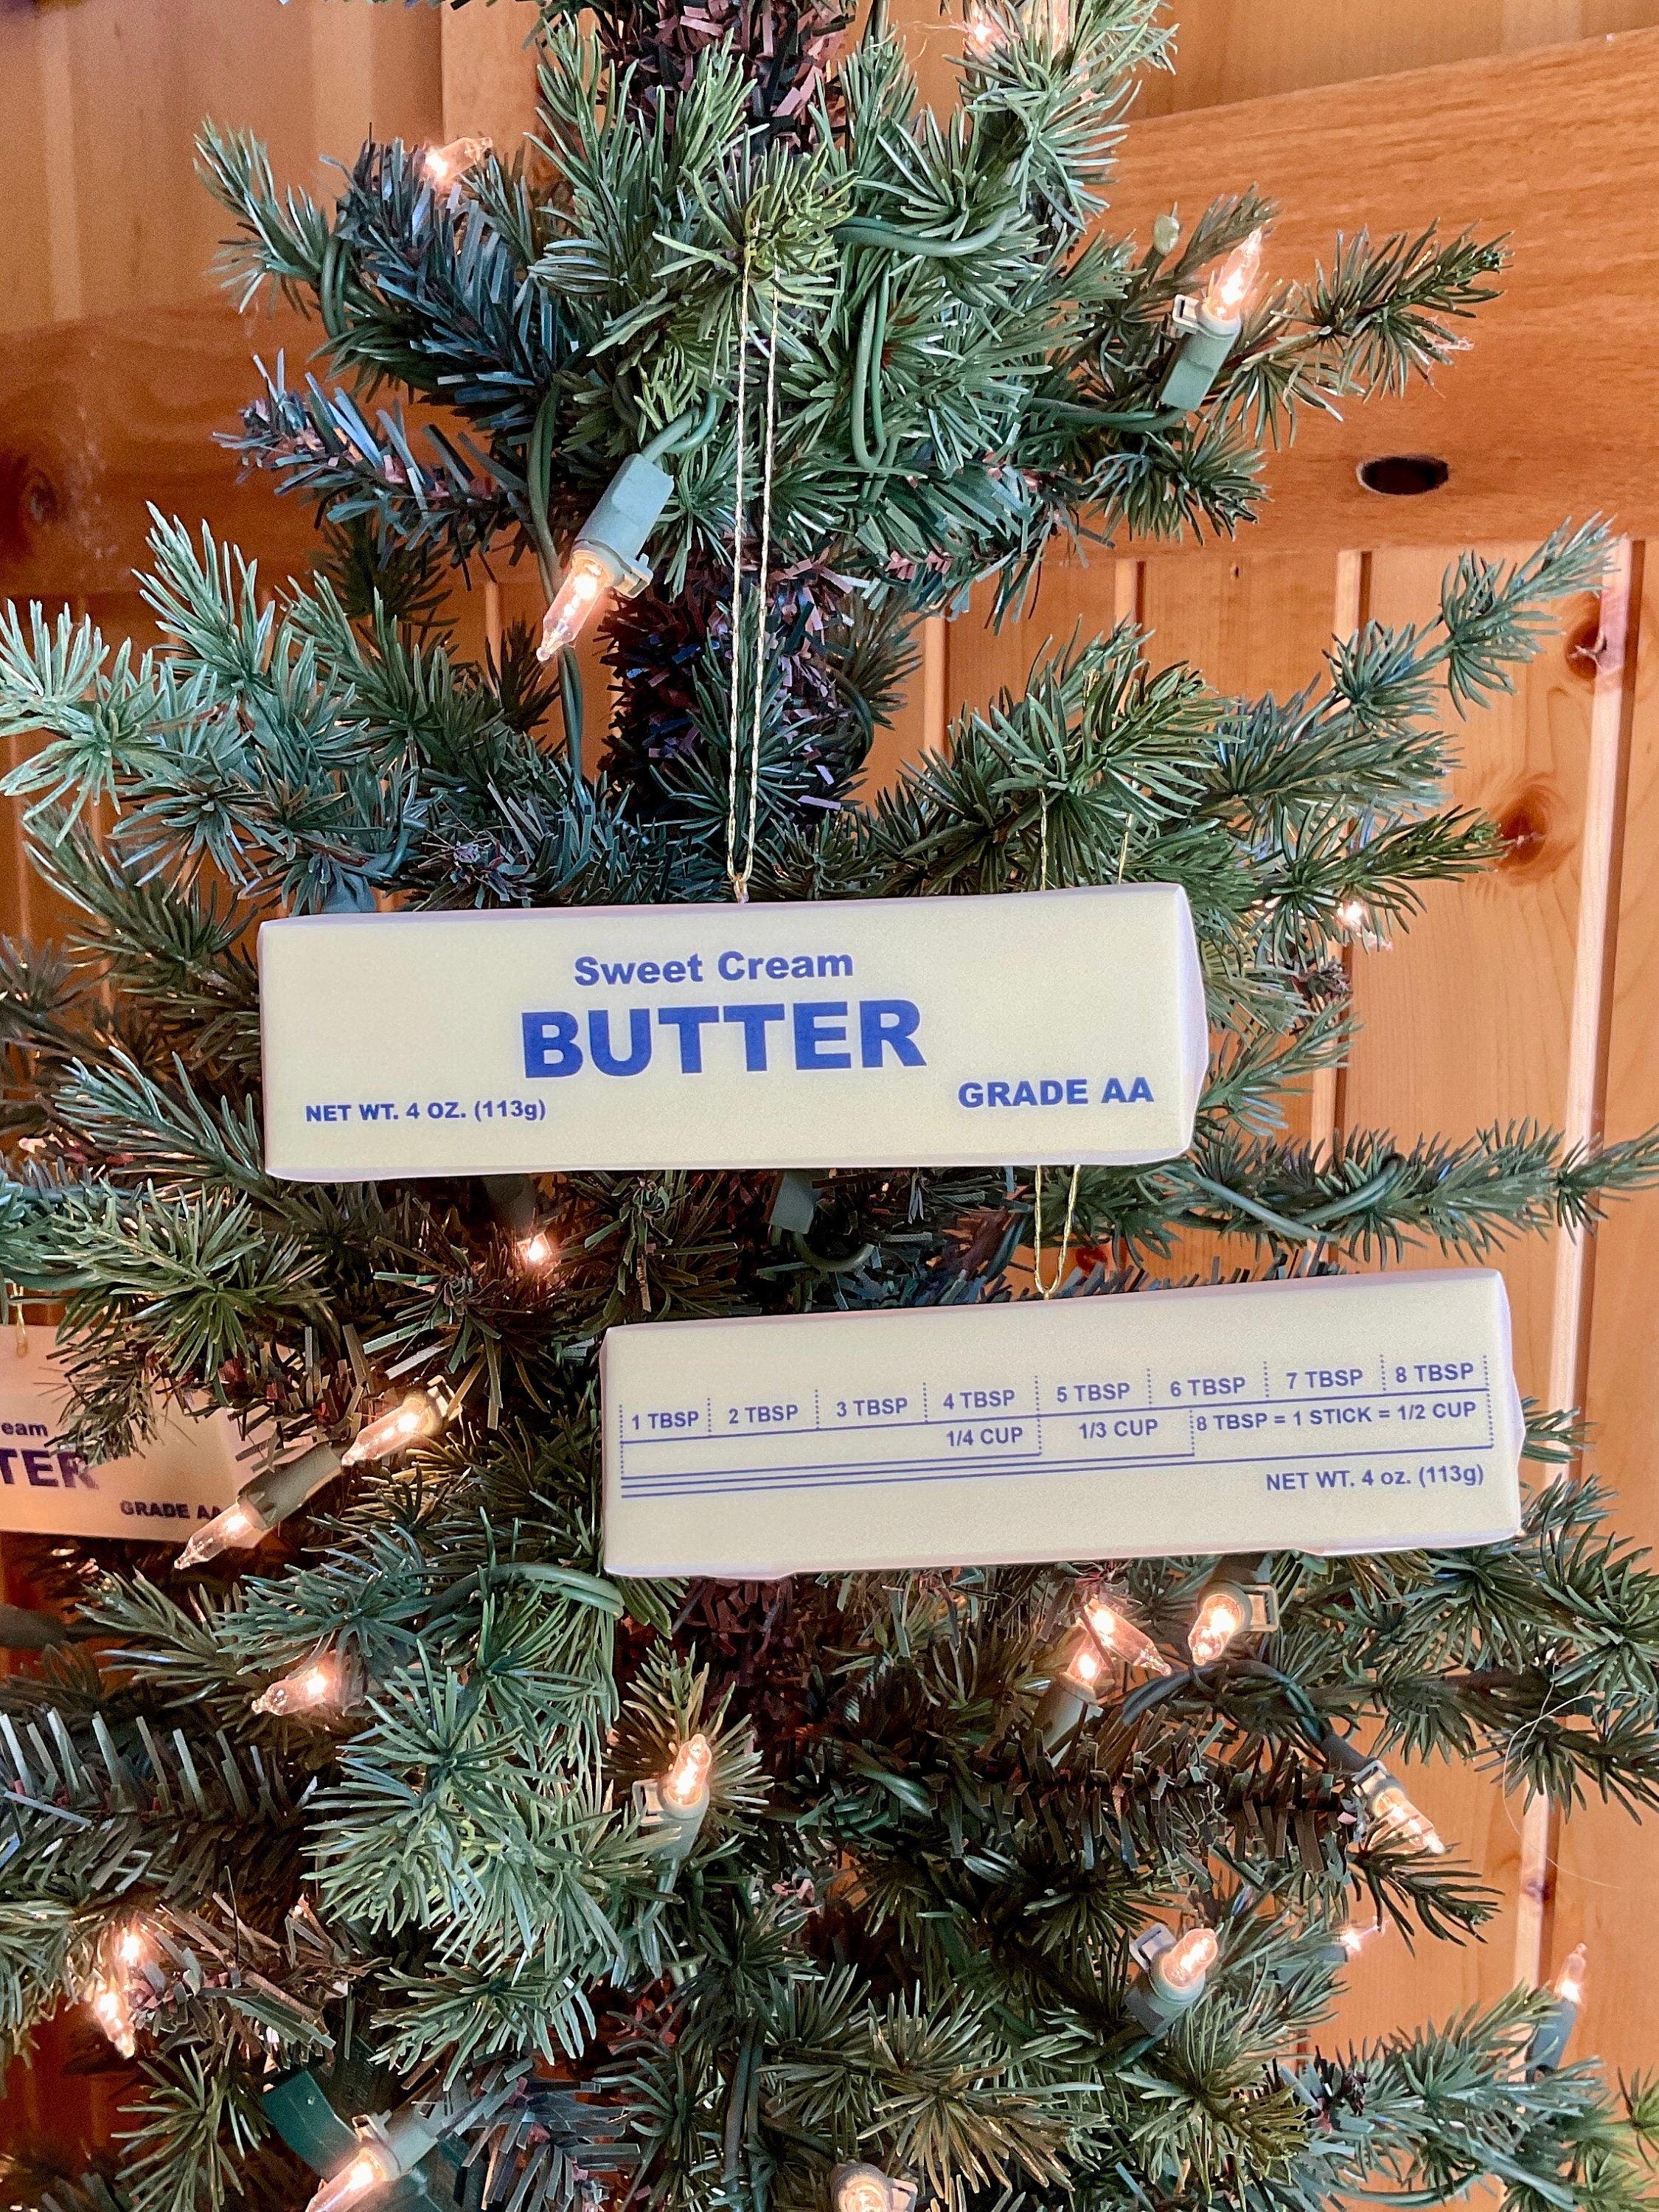 Sweet Cream
BUTTER
NET WT. 4 OZ. (113g)
GRADE AA
1 TBSP 2 TBSP 3 TBSP 4 TBSP 5 TBSP 6 TBSP 7 TBSP 8 TBSP
1/4 CUP 1/3 CUP 8 TBSP = 1 STICK = 1/2 CUP
NET WT. 4 oz. (113g)
eam
TER
GRADE AA